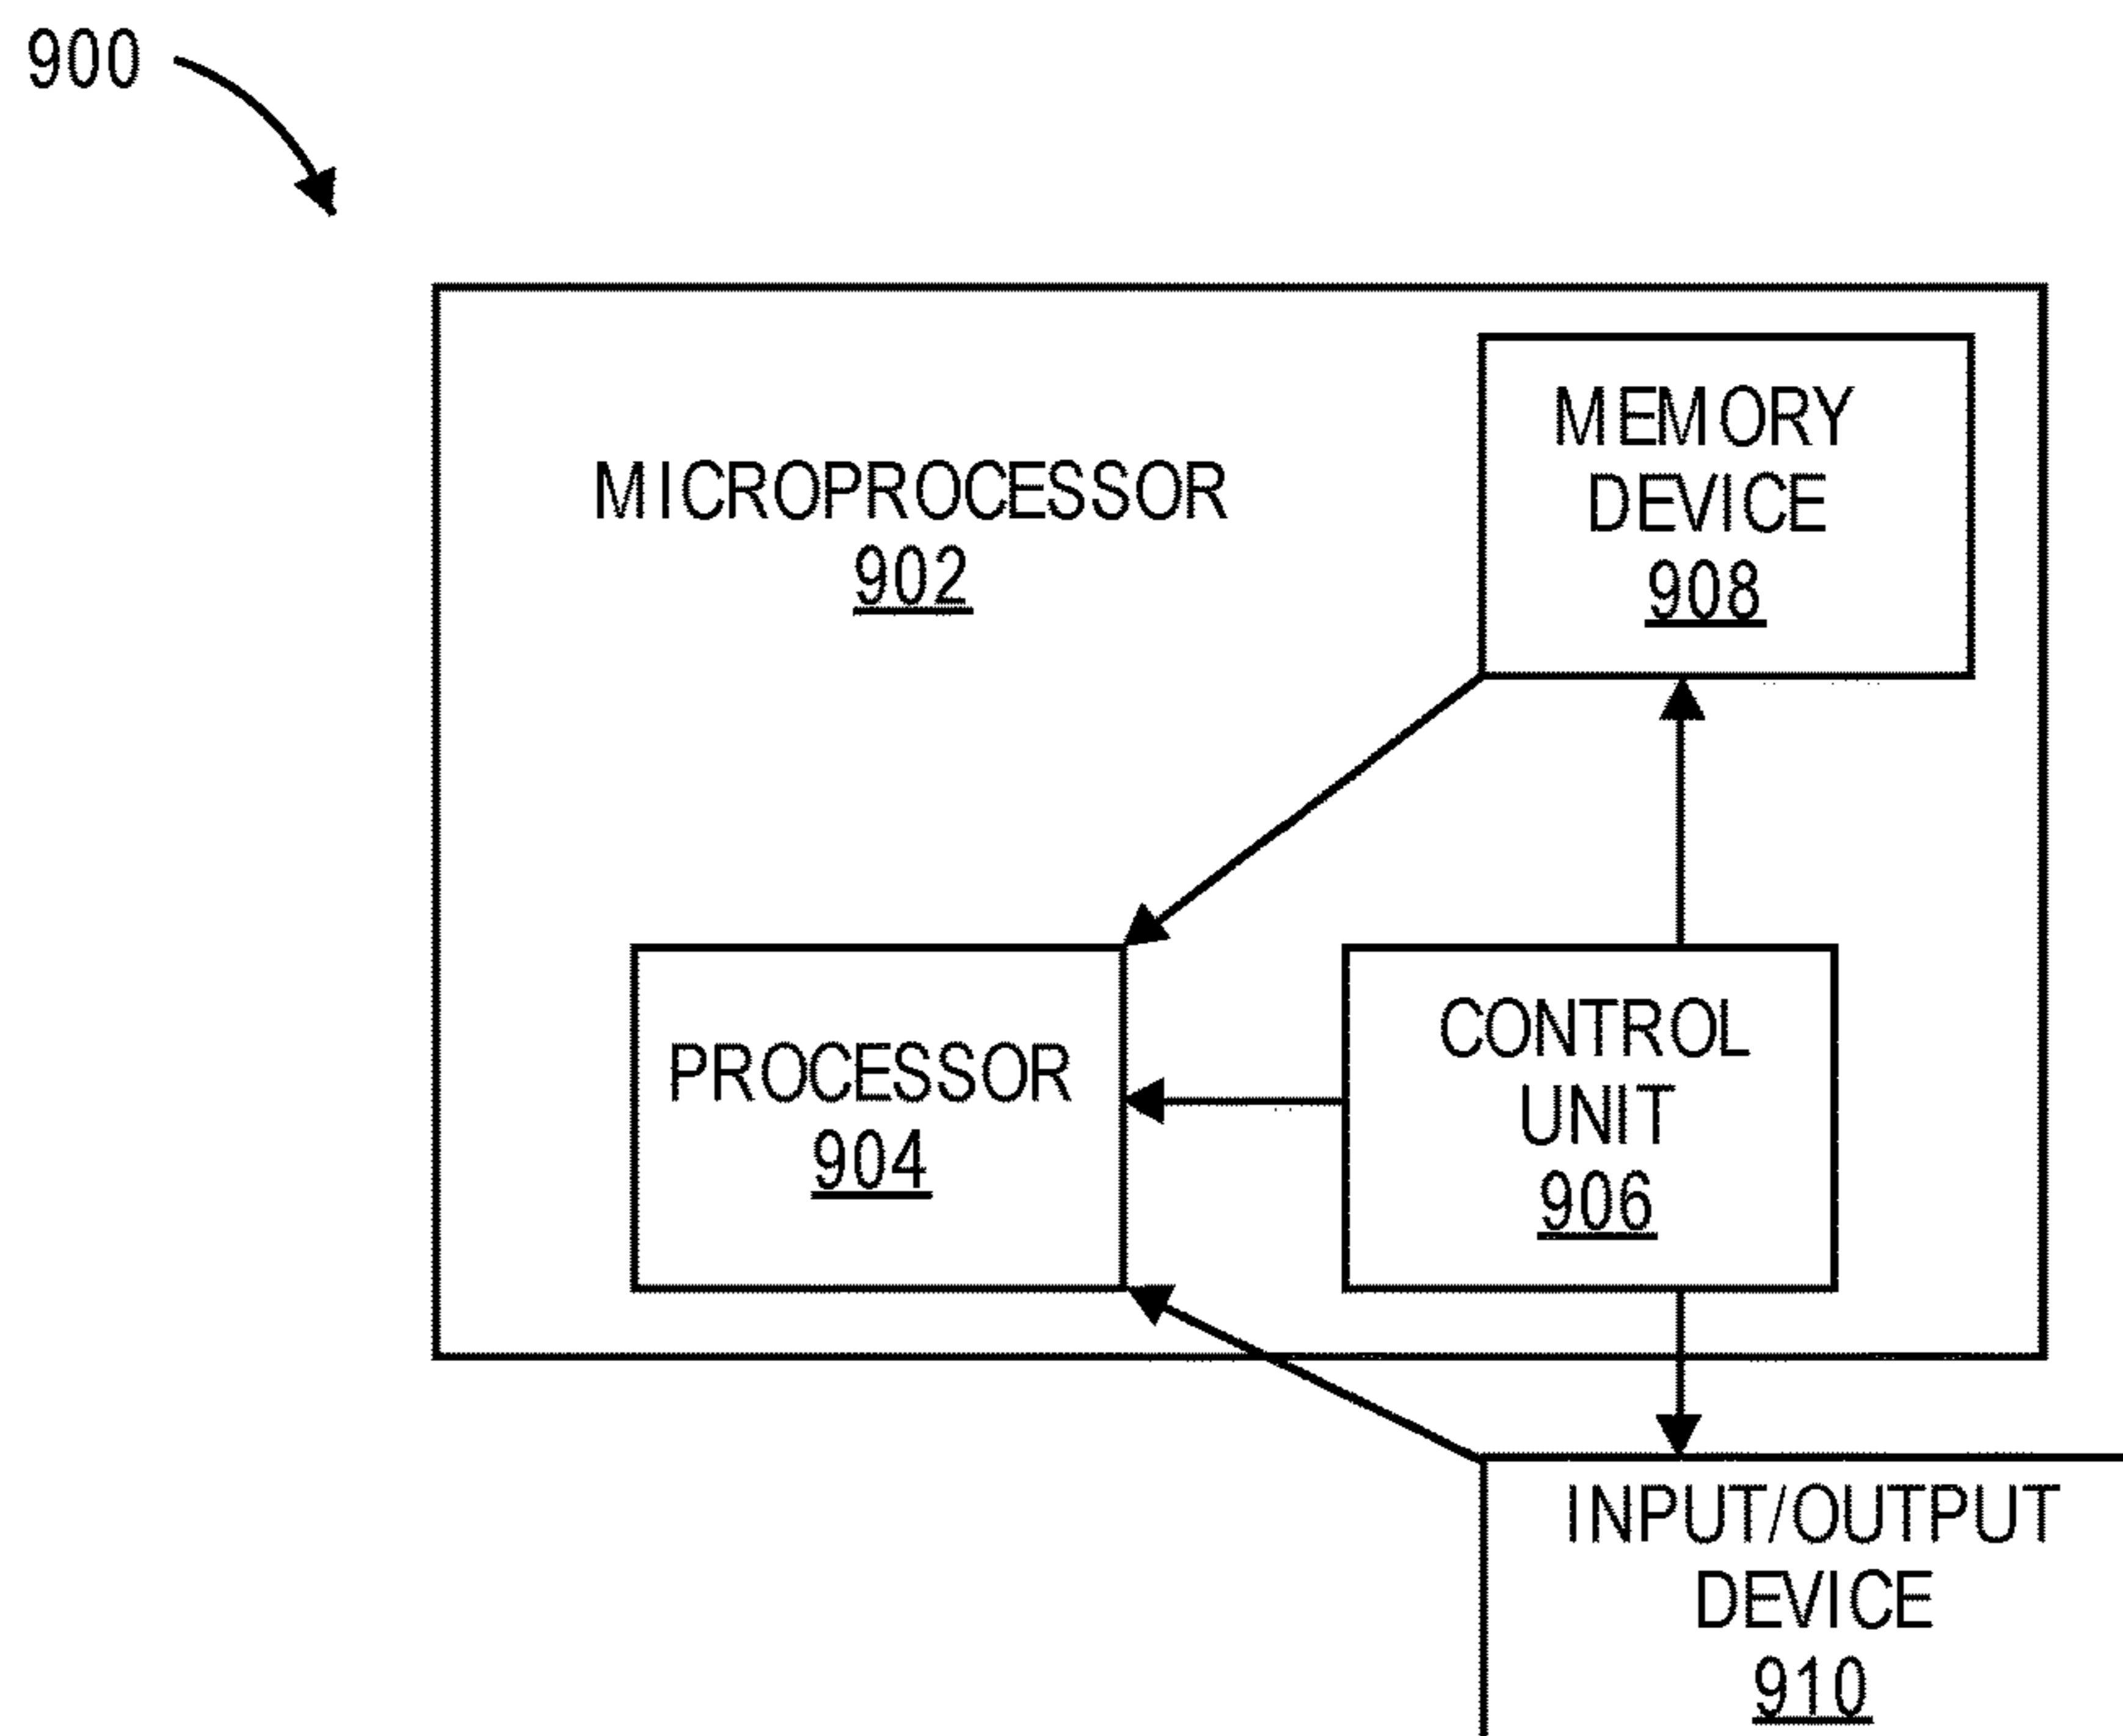 900
MICROPROCESSOR
902
MEMORY
DEVICE
908
PROCESSOR
904
CONTROL
UNIT
906
INPUT/OUTPUT
DEVICE
910